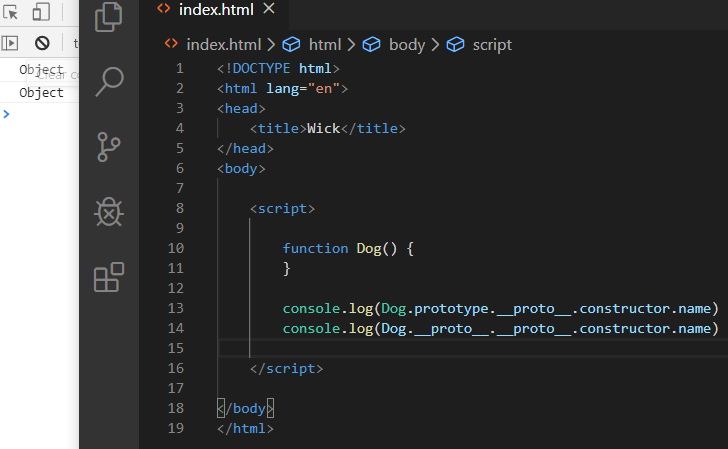 t
Object
Clear co
Object
>
index.html
index.html > html > body > script
1 <!DOCTYPE html>
2 <html lang="en">
3 <head>
4     <title>Wick</title>
5 </head>
6 <body>
7
8     <script>
9
10         function Dog() {
11         }
12
13         console.log(Dog.prototype.__proto__.constructor.name)
14         console.log(Dog.__proto__.__proto__.constructor.name)
15
16     </script>
17
18 </body>
19 </html>